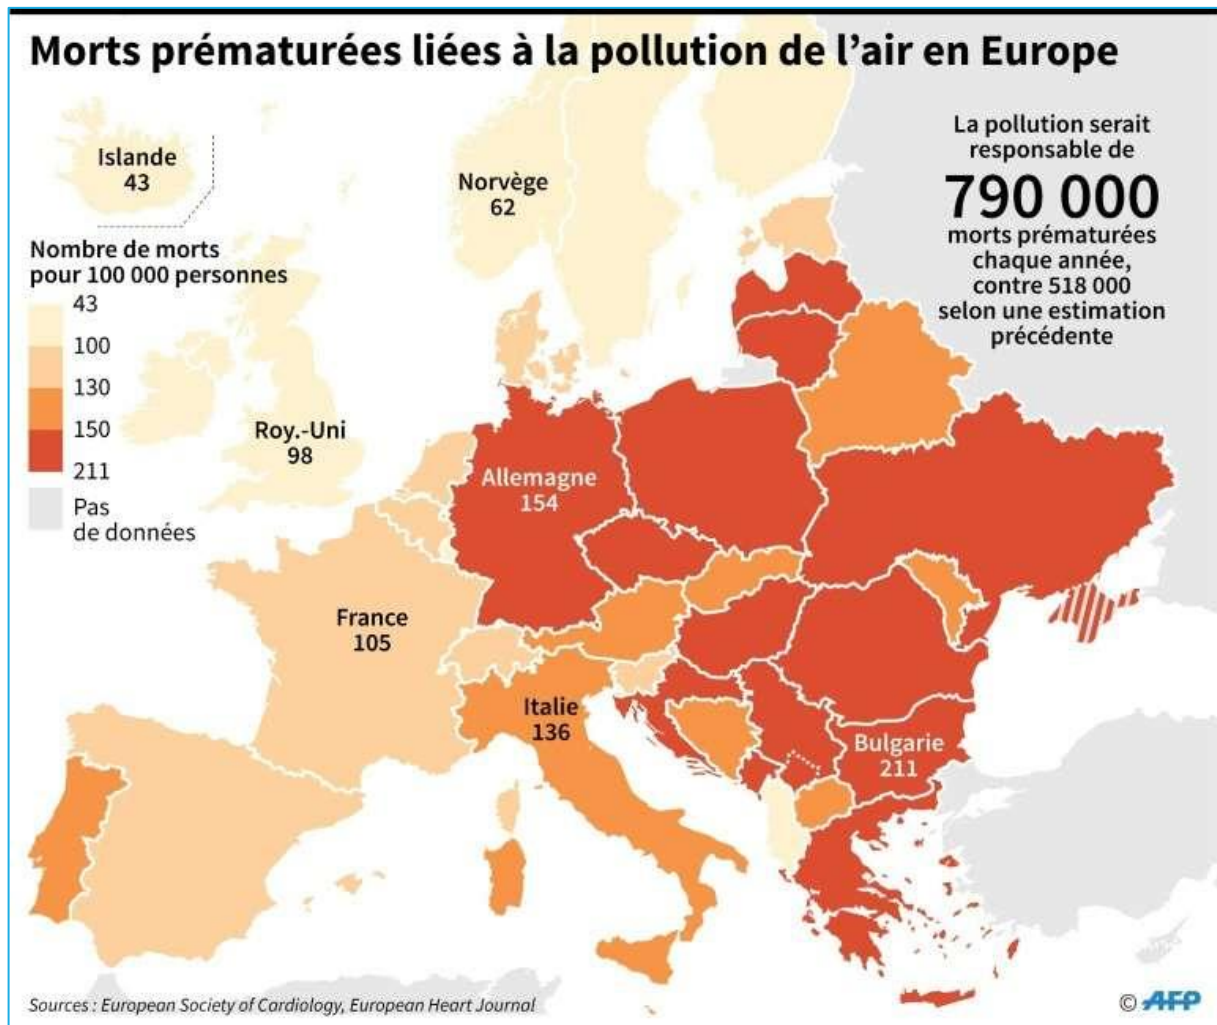 Morts prématurées liées à la pollution de l'air en Europe
La pollution serait
responsable de
790 000
morts prématurées
chaque année,
contre 518 000
selon une estimation
précédente
Islande
43
Norvège
62
Nombre de morts
pour 100 000 personnes
43
100
130
150
211
Pas
de données
Roy.-Uni
98
Allemagne
154
France
105
Italie
136
Bulgarie
211
Sources : European Society of Cardiology, European Heart Journal
© AFP